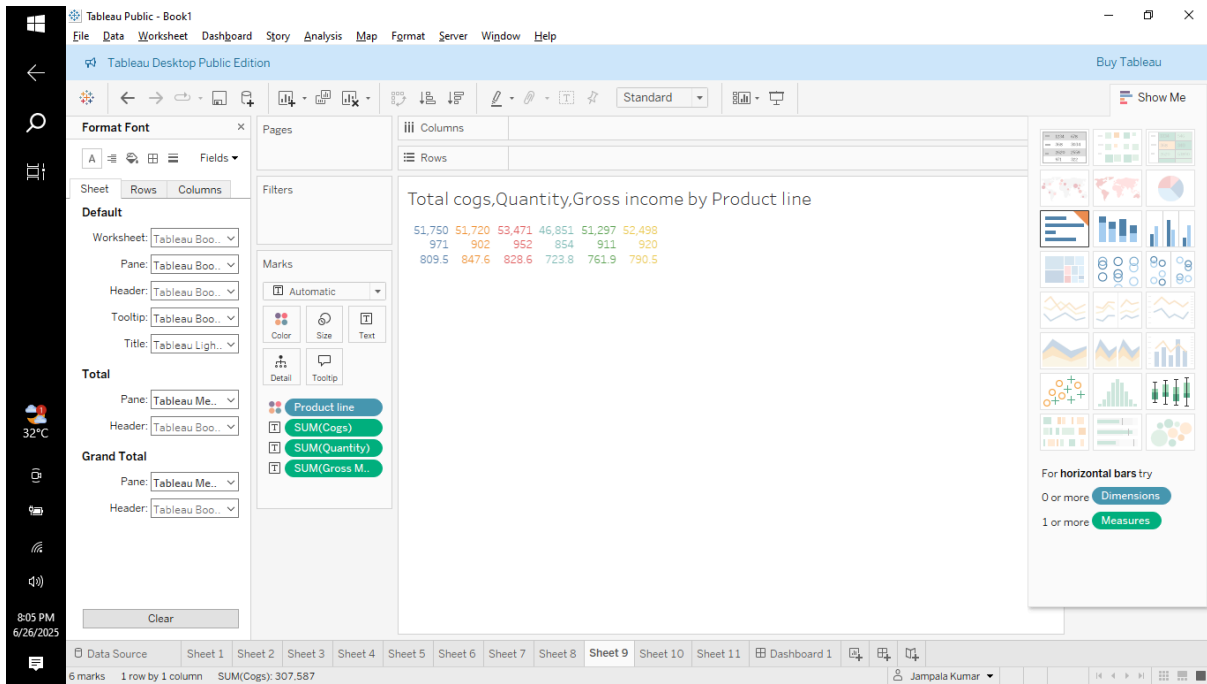 Tableau Public - Book1
File Data Worksheet Dashboard Story Analysis Map Format Server Window Help
Tableau Desktop Public Edition
Buy Tableau
Standard
Show Me
Format Font
Fields
Sheet Rows Columns
Default
Worksheet: Tableau Boo..
Pane: Tableau Boo..
Header: Tableau Boo..
Tooltip: Tableau Boo..
Title: Tableau Ligh..
Total
Pane: Tableau Me..
Header: Tableau Boo..
Grand Total
Pane: Tableau Me..
Header: Tableau Boo..
Clear
Pages
Filters
Marks
T Automatic
Color Size Text
Detail Tooltip
Product line
SUM(Cogs)
SUM(Quantity)
SUM(Gross M..
Columns
Rows
Total cogs,Quantity,Gross income by Product line
51,750 51,720 53,471 46,851 51,297 52,498
971 902 952 854 911 920
809.5 847.6 828.6 723.8 761.9 790.5
For horizontal bars try
0 or more Dimensions
1 or more Measures
1
32°C
8:05 PM
6/26/2025
Data Source Sheet 1 Sheet 2 Sheet 3 Sheet 4 Sheet 5 Sheet 6 Sheet 7 Sheet 8 Sheet 9 Sheet 10 Sheet 11 Dashboard 1
6 marks 1 row by 1 column SUM(Cogs): 307,587
Jampala Kumar